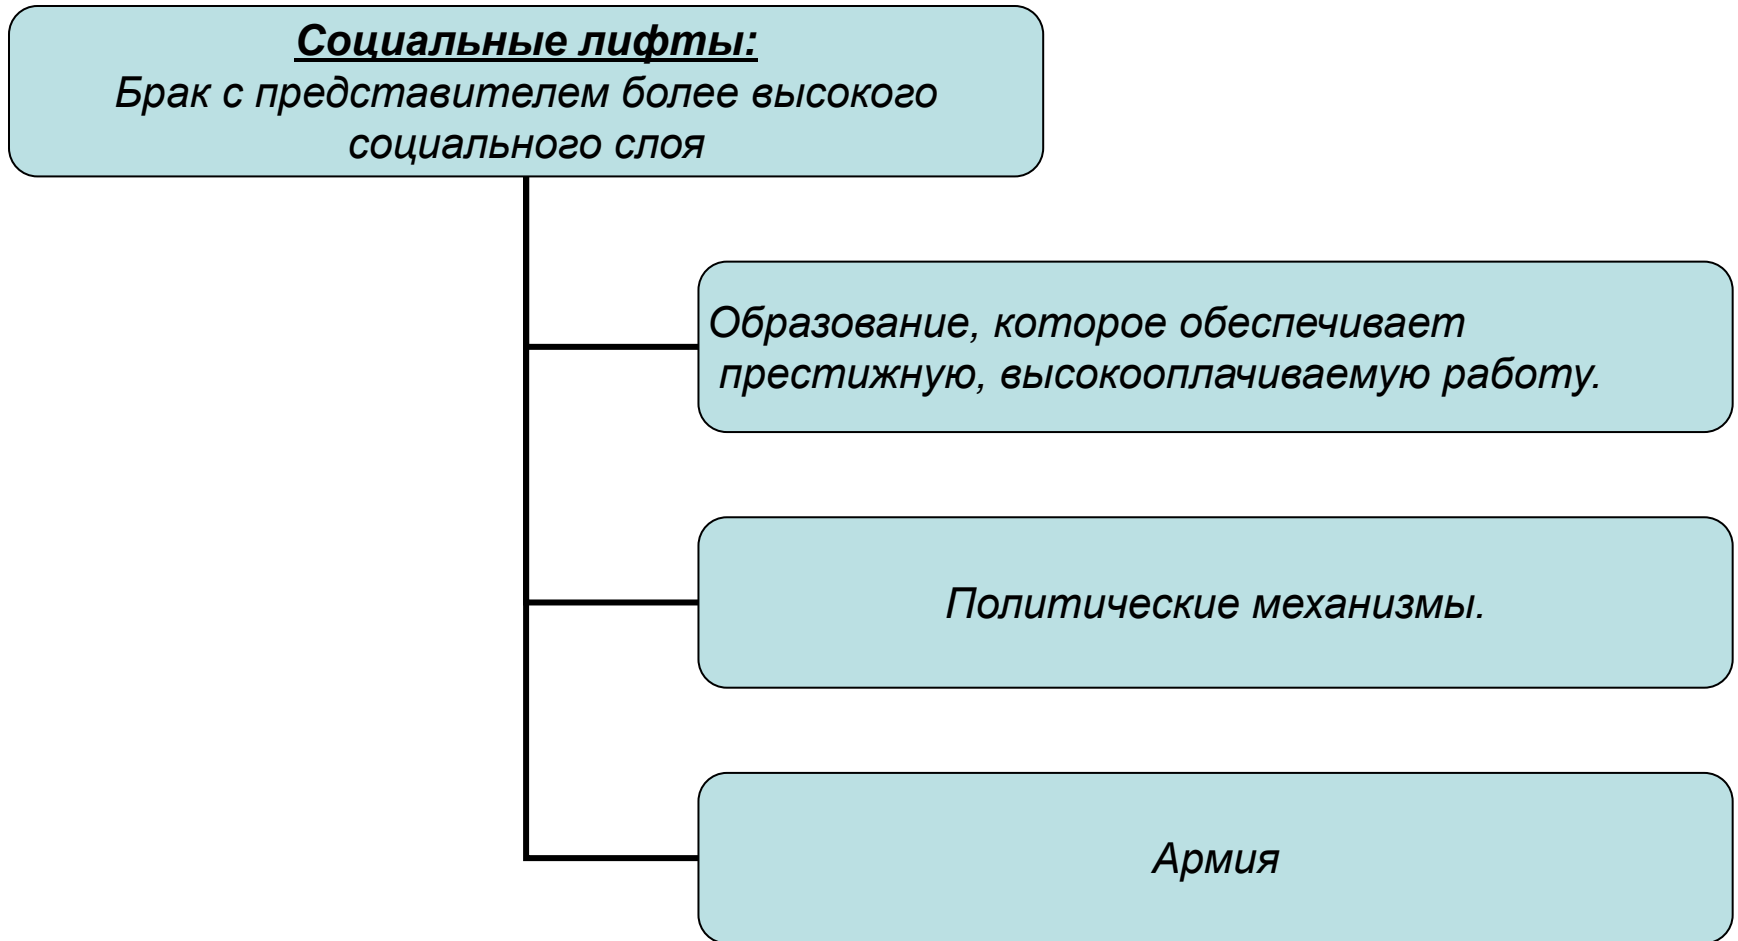 Социальные лифты:
Брак с представителем более высокого
социального слоя
Образование, которое обеспечивает
престижную, высокооплачиваемую работу.
Политические механизмы.
Армия